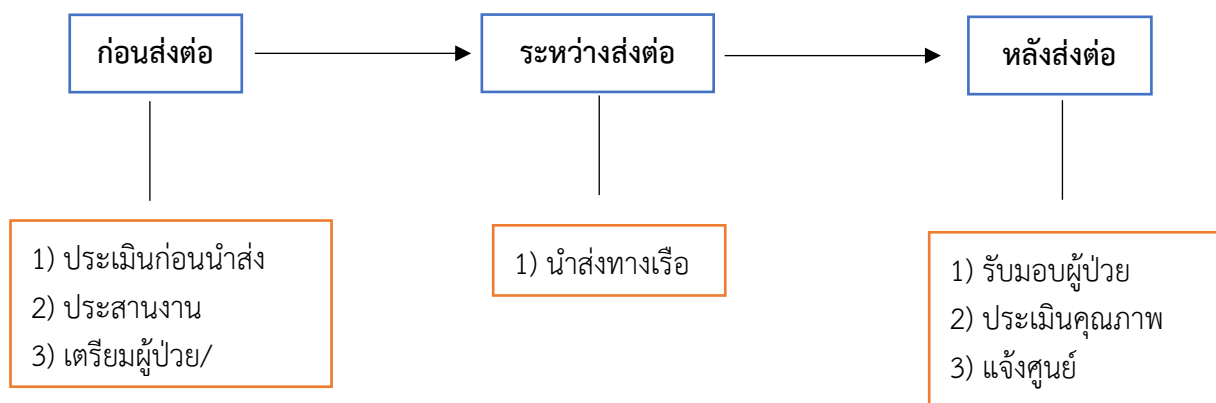 ก่อนส่งต่อ
ระหว่างส่งต่อ
หลังส่งต่อ
1) ประเมินก่อนนำส่ง
2) ประสานงาน
3) เตรียมผู้ป่วย/
1) นำส่งทางเรือ
1) รับมอบผู้ป่วย
2) ประเมินคุณภาพ
3) แจ้งศูนย์